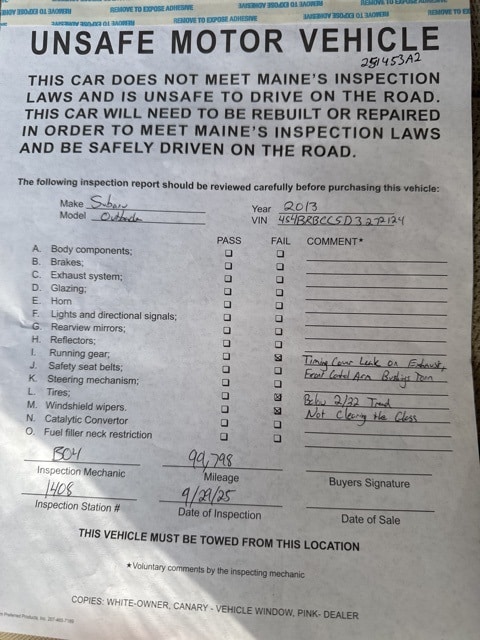 REMOVE TO EXPOSE ADHESIVE
UNSAFE MOTOR VEHICLE
251453A2
THIS CAR DOES NOT MEET MAINE'S INSPECTION
LAWS AND IS UNSAFE TO DRIVE ON THE ROAD.
THIS CAR WILL NEED TO BE REBUILT OR REPAIRED
IN ORDER TO MEET MAINE'S INSPECTION LAWS
AND BE SAFELY DRIVEN ON THE ROAD.
The following inspection report should be reviewed carefully before purchasing this vehicle:
Make Subaru Year 2013
Model Outback VIN 4S4BRBCC5D3272124
PASS FAIL COMMENT*
A. Body components;
B. Brakes;
C. Exhaust system;
D. Glazing;
E. Horn
F. Lights and directional signals;
G. Rearview mirrors;
H. Reflectors;
I. Running gear; Timing Cover Leak on Exhaust,
J. Safety seat belts; Front Control Arm Bushings Torn
K. Steering mechanism;
L. Tires; Below 2/32 Tread
M. Windshield wipers. Not Clearing the Glass
N. Catalytic Convertor
O. Fuel filler neck restriction
BO4 99,798
Inspection Mechanic Mileage Buyers Signature
1408 9/29/25
Inspection Station # Date of Inspection Date of Sale
THIS VEHICLE MUST BE TOWED FROM THIS LOCATION
*Voluntary comments by the inspecting mechanic
COPIES: WHITE-OWNER, CANARY - VEHICLE WINDOW, PINK- DEALER